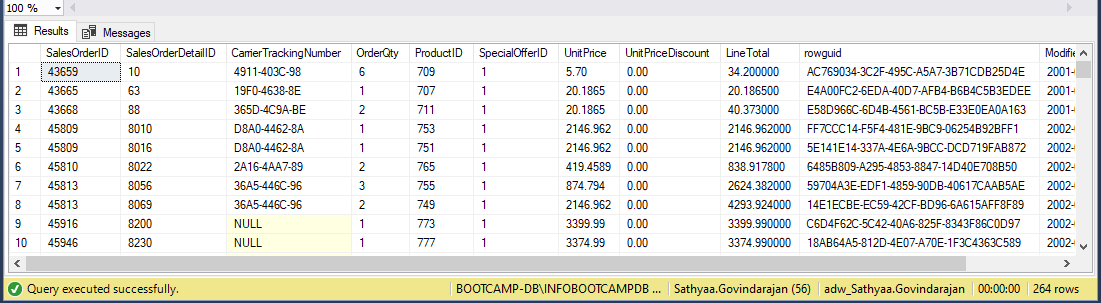 100 %
Results Messages
SalesOrderID SalesOrderDetailID CarrierTrackingNumber OrderQty ProductID SpecialOfferID UnitPrice UnitPriceDiscount LineTotal rowguid Modifie
1 43659 10 4911-403C-98 6 709 1 5.70 0.00 34.200000 AC769034-3C2F-495C-A5A7-3B71CDB25D4E 2001-
2 43665 63 19F0-4638-8E 1 707 1 20.1865 0.00 20.186500 E4A00FC2-6EDA-40D7-AFB4-B6B4C5B3EDEE 2001-
3 43668 88 365D-4C9A-BE 2 711 1 20.1865 0.00 40.373000 E58D966C-6D4B-4561-BC5B-E33E0EA0A163 2001-
4 45809 8010 D8A0-4462-8A 1 753 1 2146.962 0.00 2146.962000 FF7CCC14-F5F4-481E-9BC9-06254B92BFF1 2002-
5 45809 8016 D8A0-4462-8A 1 751 1 2146.962 0.00 2146.962000 5E141E14-337A-4E6A-9BCC-DCD719FAB872 2002-
6 45810 8022 2A16-4AA7-89 2 765 1 419.4589 0.00 838.917800 6485B809-A295-4853-8847-14D40E708B50 2002-
7 45813 8056 36A5-446C-96 3 755 1 874.794 0.00 2624.382000 59704A3E-EDF1-4859-90DB-40617CAAB5AE 2002-
8 45813 8069 36A5-446C-96 2 749 1 2146.962 0.00 4293.924000 14E1ECBE-EC59-42CF-BD96-6A615AFF8F89 2002-
9 45916 8200 NULL 1 773 1 3399.99 0.00 3399.990000 C6D4F62C-5C42-40A6-825F-8343F86C0D97 2002-
10 45946 8230 NULL 1 777 1 3374.99 0.00 3374.990000 18AB64A5-812D-4E07-A70E-1F3C4363C589 2002-
Query executed successfully. BOOTCAMP-DB\INFOBOOTCAMPDB ... Sathyaa.Govindarajan (56) adw_Sathyaa.Govindarajan 00:00:00 264 rows